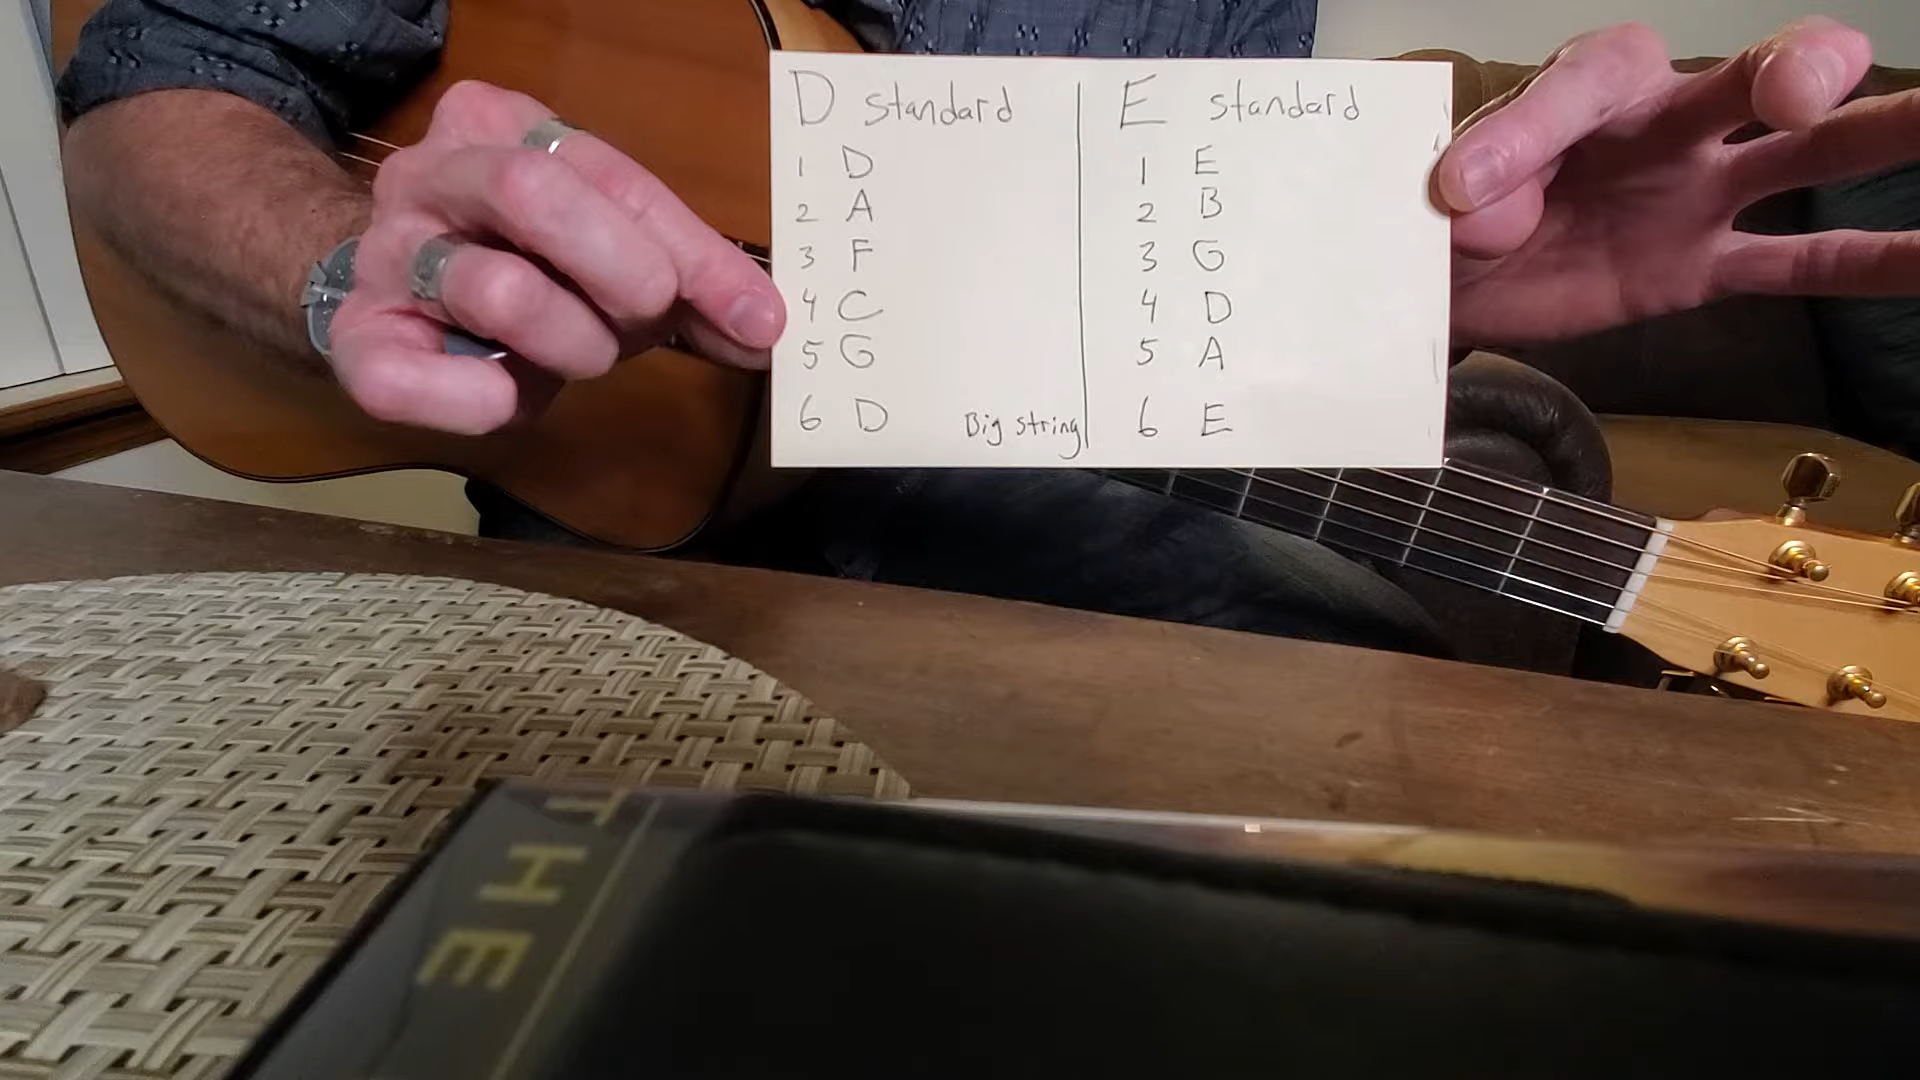 D Standard
1 D
2 A
3 F
4 C
5 G
6 D Big string
E standard
1 E
2 B
3 G
4 D
5 A
6 E
THE